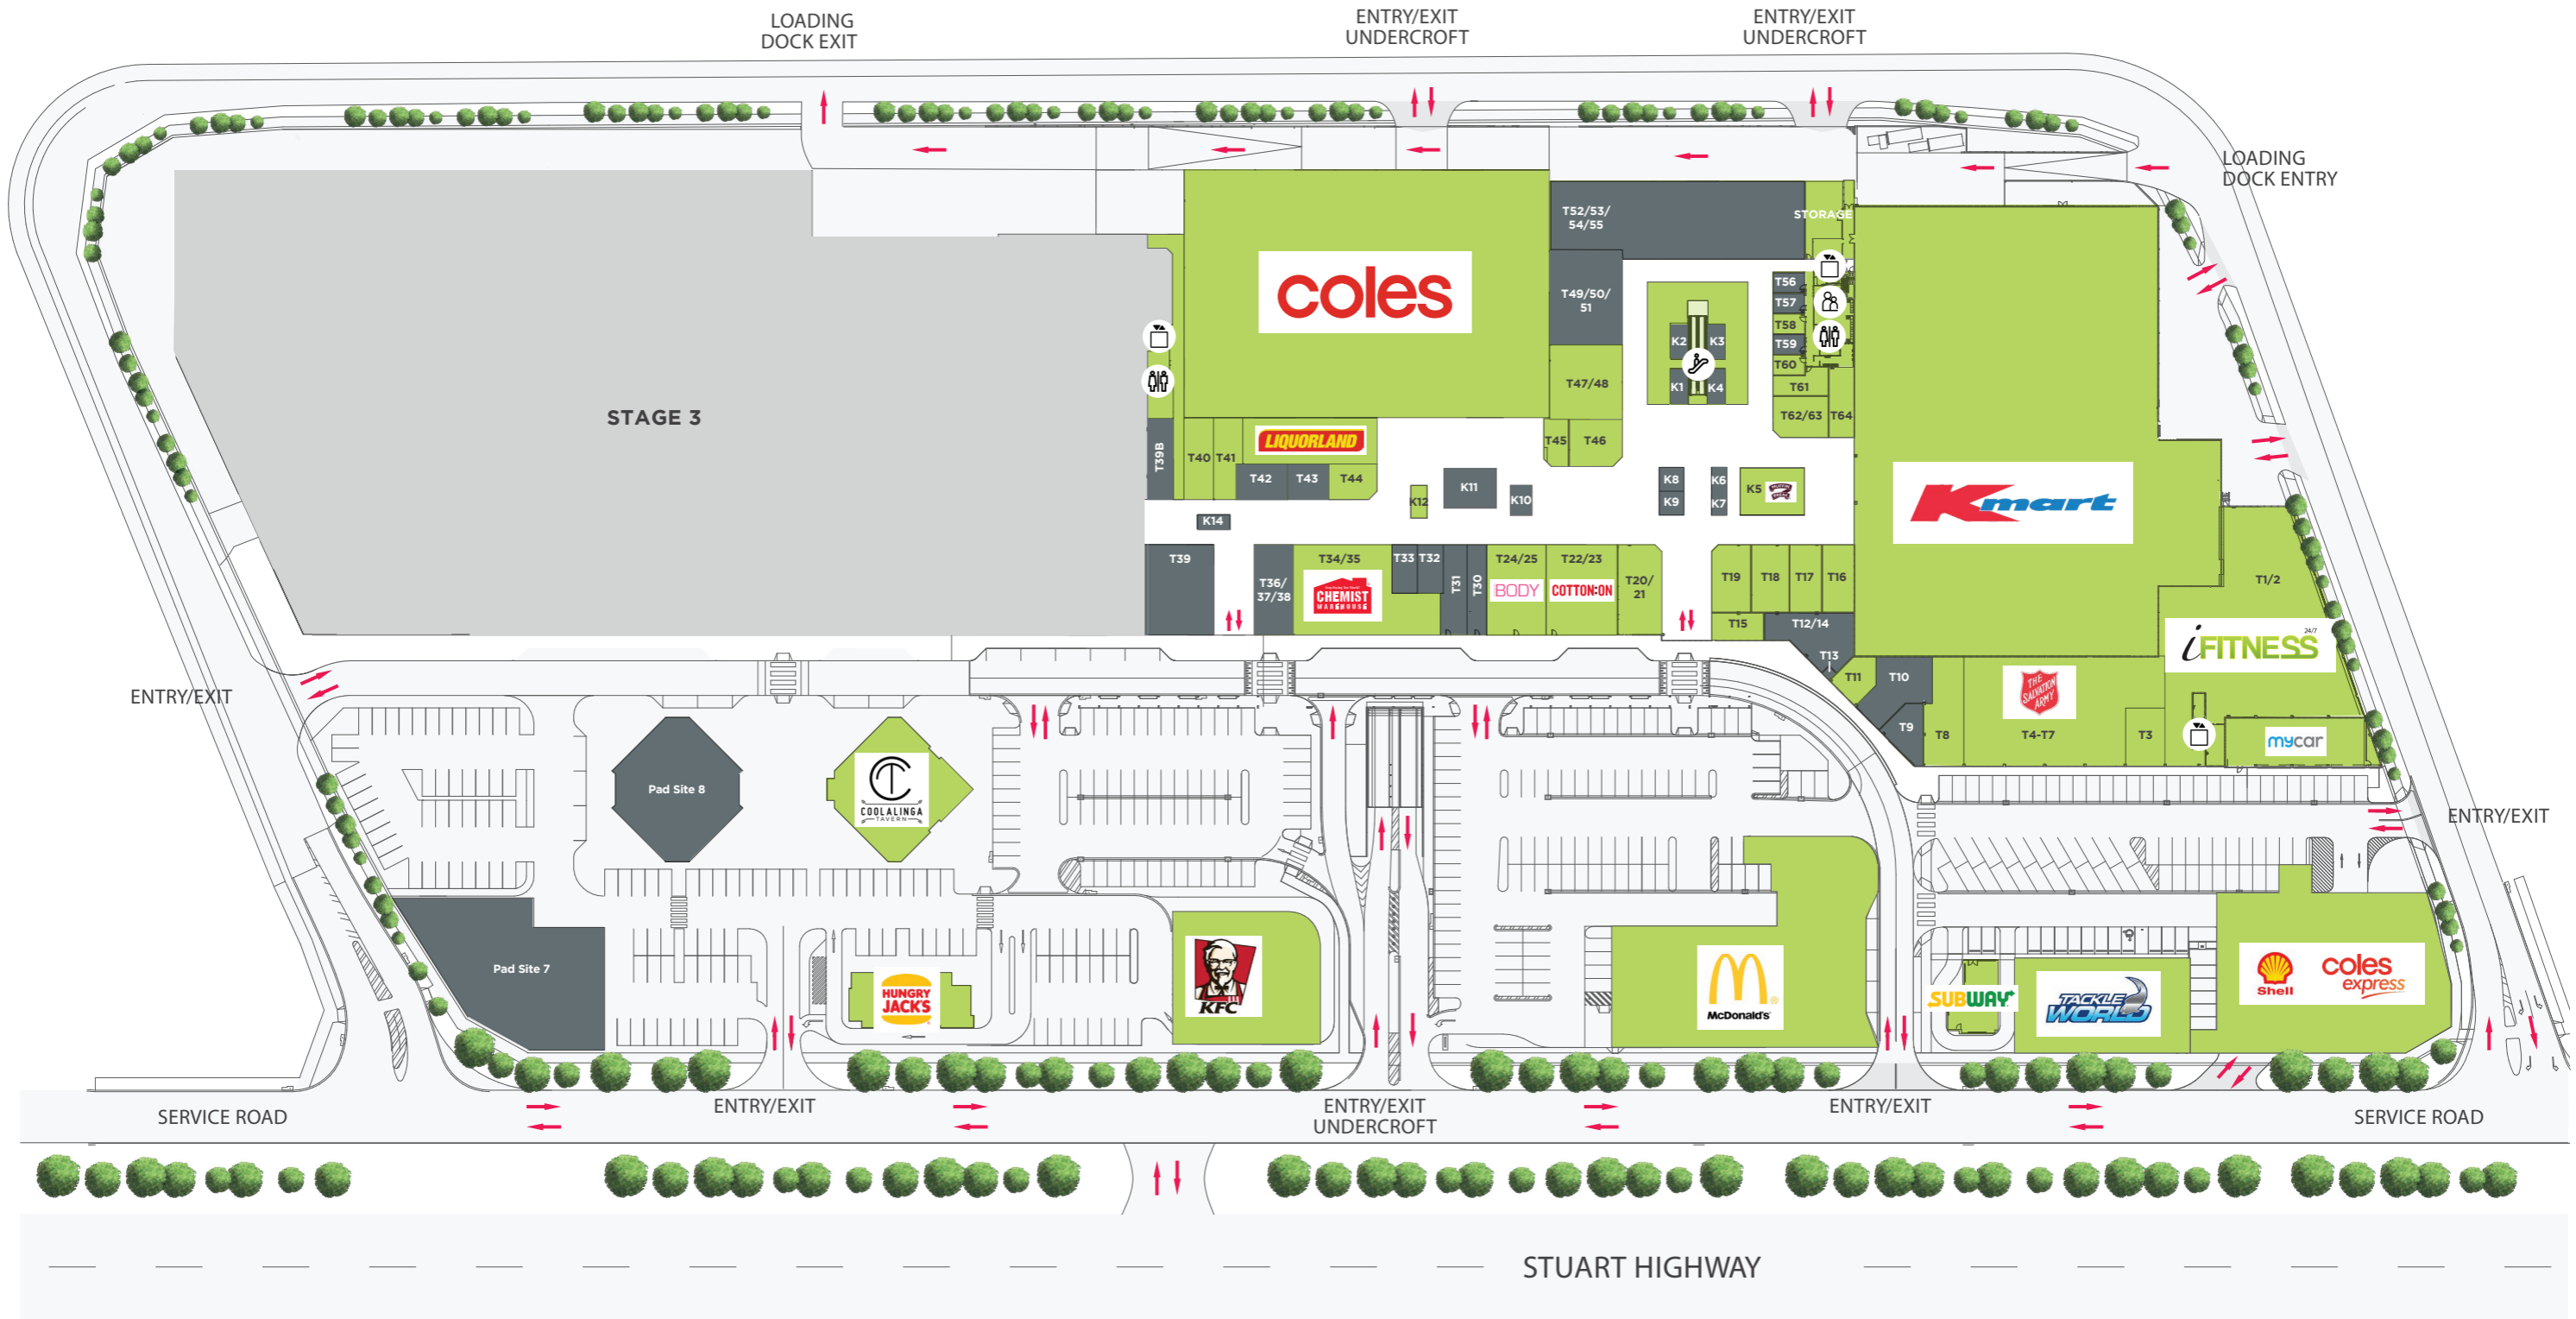 LOADING
DOCK EXIT
ENTRY/EXIT
UNDERCROFT
ENTRY/EXIT
UNDERCROFT
LOADING
DOCK ENTRY
T52/53/
54/55
STORAGE
coles
T49/50/
51
T56
T57
T58
T59
T60
T61
T62/63
T64
K2
K3
K1
K4
T47/48
T45
T46
STAGE 3
T39B
T40
T41
LIQUORLAND
T42
T43
T44
K14
K12
K11
K10
K8
K9
K6
K7
K5
Kmart
T39
T36/
37/38
T34/35
CHEMIST
WAREHOUSE
T33
T32
T31
T30
T24/25
BODY
T22/23
COTTON:ON
T20/
21
T19
T18
T17
T16
T15
T12/14
T13
T11
T10
T9
T8
T4-T7
THE
SALVATION
ARMY
T3
T1/2
iFITNESS
24/7
mycar
ENTRY/EXIT
Pad Site 8
CT
COOLALINGA
TAVERN
ENTRY/EXIT
Pad Site 7
HUNGRY
JACK'S
KFC
McDonald's
SUBWAY
TACKLE
WORLD
Shell
coles
express
SERVICE ROAD
ENTRY/EXIT
ENTRY/EXIT
UNDERCROFT
ENTRY/EXIT
SERVICE ROAD
STUART HIGHWAY